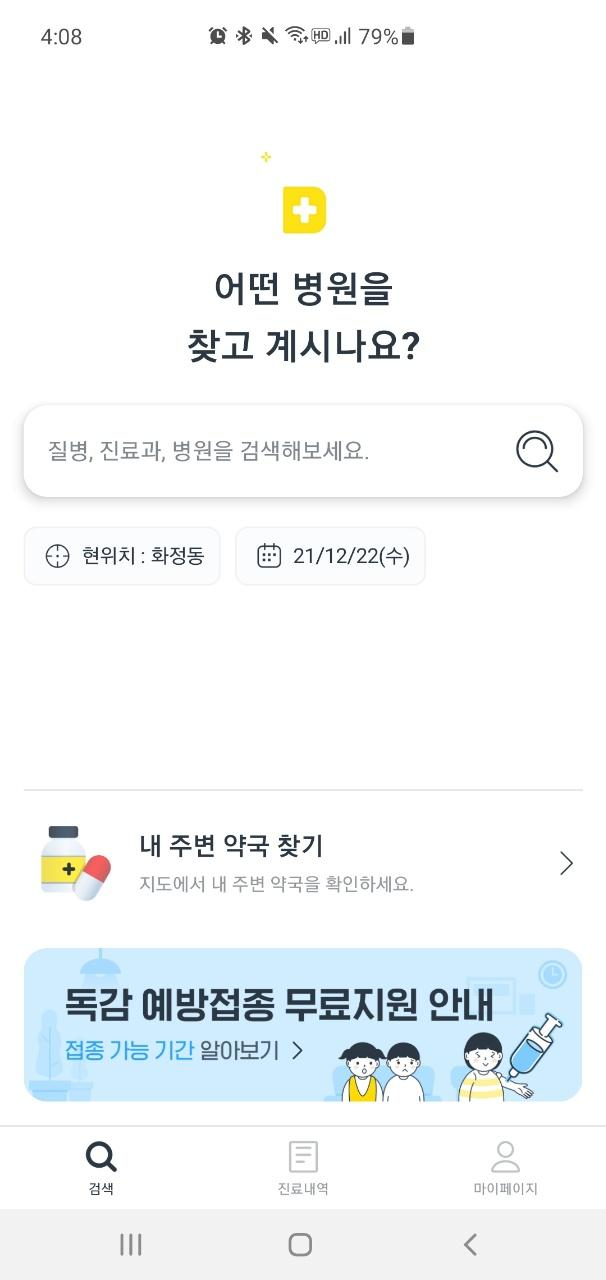 4:08
HD
79%
어떤 병원을
찾고 계시나요?
질병, 진료과, 병원을 검색해보세요.
현위치 : 화정동
21/12/22(수)
내 주변 약국 찾기
지도에서 내 주변 약국을 확인하세요.
독감 예방접종 무료지원 안내
접종 가능 기간 알아보기 >
검색
진료내역
마이페이지